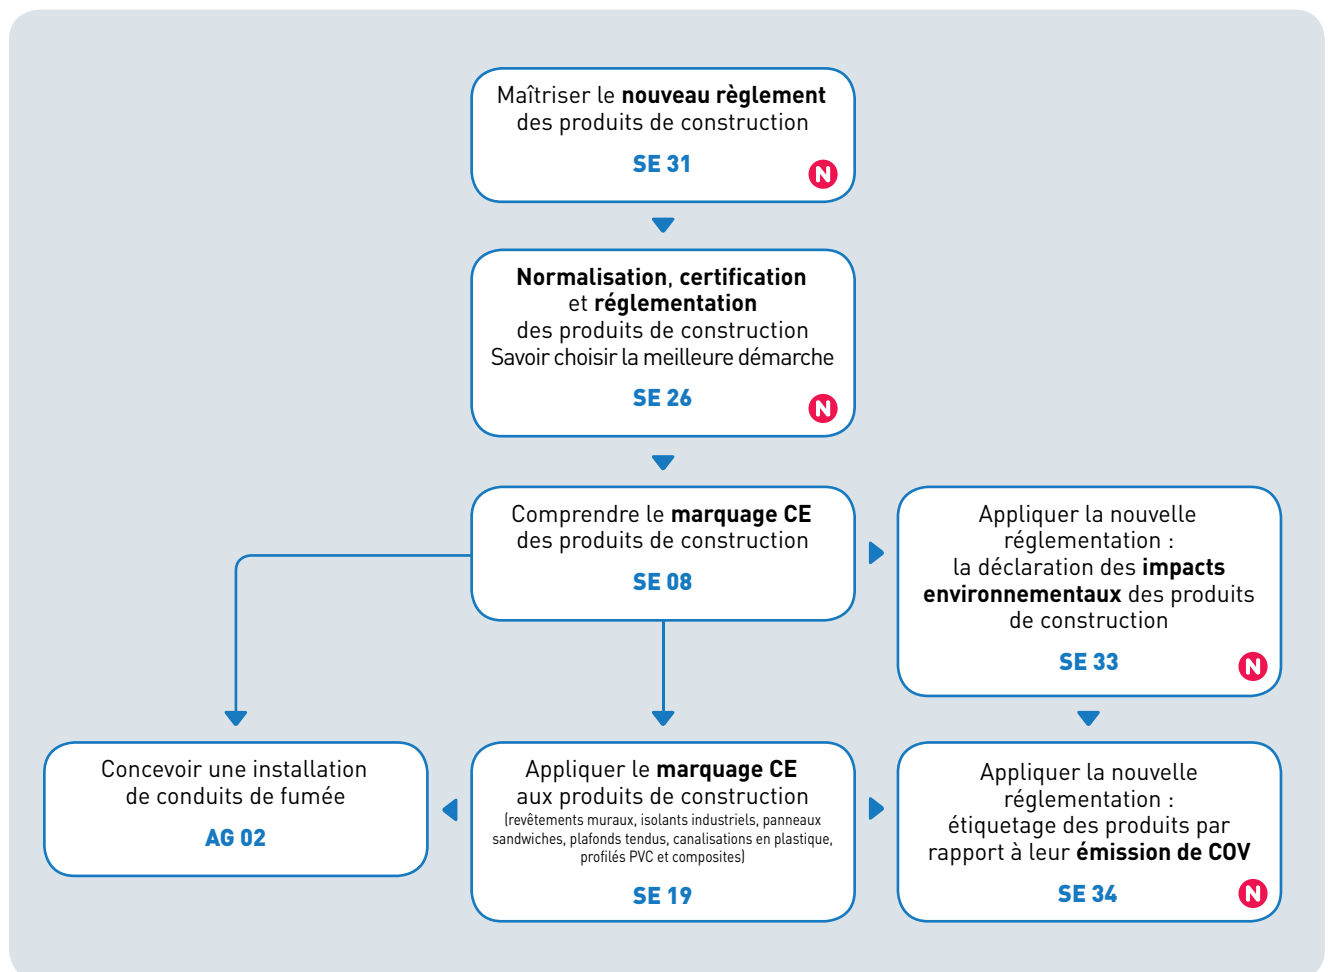 Maîtriser le nouveau règlement
des produits de construction
SE 31
N
Normalisation, certification
et réglementation
des produits de construction
Savoir choisir la meilleure démarche
SE 26
N
Comprendre le marquage CE
des produits de construction
SE 08
Appliquer la nouvelle
réglementation :
la déclaration des impacts
environnementaux des produits
de construction
SE 33
N
Concevoir une installation
de conduits de fumée
AG 02
Appliquer le marquage CE
aux produits de construction
(revêtements muraux, isolants industriels, panneaux
sandwiches, plafonds tendus, canalisations en plastique,
profilés PVC et composites)
SE 19
Appliquer la nouvelle
réglementation :
étiquetage des produits par
rapport à leur émission de COV
SE 34
N